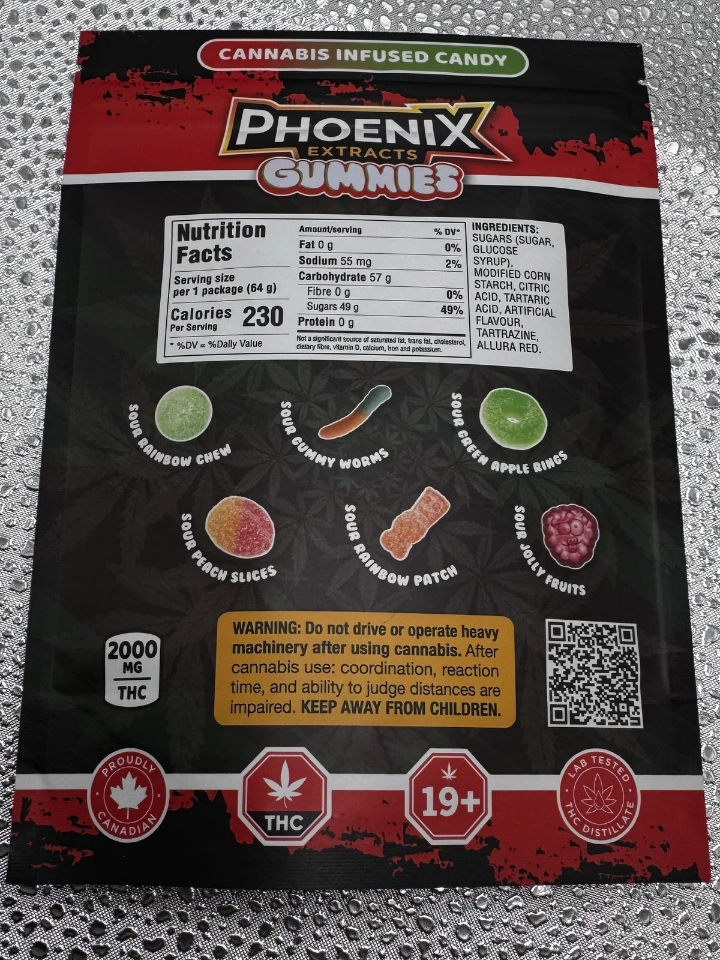 CANNABIS INFUSED CANDY
PHOENIX
EXTRACTS
GUMMIES
Nutrition
Facts
Serving size
per 1 package (64 g)
Calories 230
Per Serving
* %DV = %Daily Value
Amount/serving % DV*
Fat 0 g 0%
Sodium 55 mg 2%
Carbohydrate 57 g
Fibre 0 g 0%
Sugars 49 g 49%
Protein 0 g
Not a significant source of saturated fat, trans fat, cholesterol,
dietary fibre, vitamin D, calcium, iron and potassium.
INGREDIENTS:
SUGARS (SUGAR,
GLUCOSE
SYRUP),
MODIFIED CORN
STARCH, CITRIC
ACID, TARTARIC
ACID, ARTIFICIAL
FLAVOUR,
TARTRAZINE,
ALLURA RED.
SOUR RAINBOW CHEW
SOUR GUMMY WORMS
SOUR GREEN APPLE RINGS
SOUR PEACH SLICES
SOUR RAINBOW PATCH
SOUR JOLLY FRUITS
2000
MG
THC
WARNING: Do not drive or operate heavy
machinery after using cannabis. After
cannabis use: coordination, reaction
time, and ability to judge distances are
impaired. KEEP AWAY FROM CHILDREN.
PROUDLY
CANADIAN
THC
19+
LAB TESTED
THC DISTILLATE